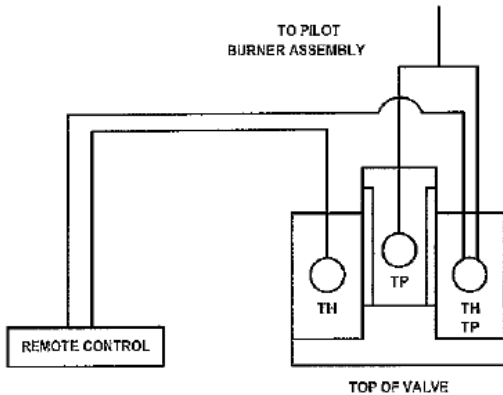 TO PILOT
BURNER ASSEMBLY
TH
TP
TH
TP
REMOTE CONTROL
TOP OF VALVE